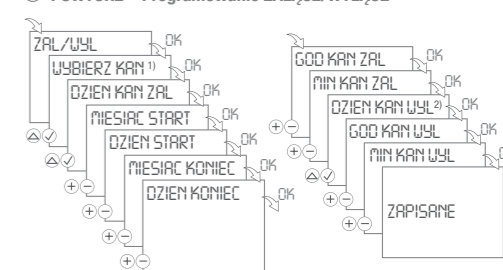 ZAL/WYL
OK
WYBIERZ KAN 1)
OK
DZIEN KAN ZAL
OK
MIESIAC START
OK
DZIEN START
OK
MIESIAC KONIEC
OK
DZIEN KONIEC
OK
GOD KAN ZAL
OK
MIN KAN ZAL
OK
DZIEN KAN WYL 2)
OK
GOD KAN WYL
OK
MIN KAN WYL
ZAPISANE